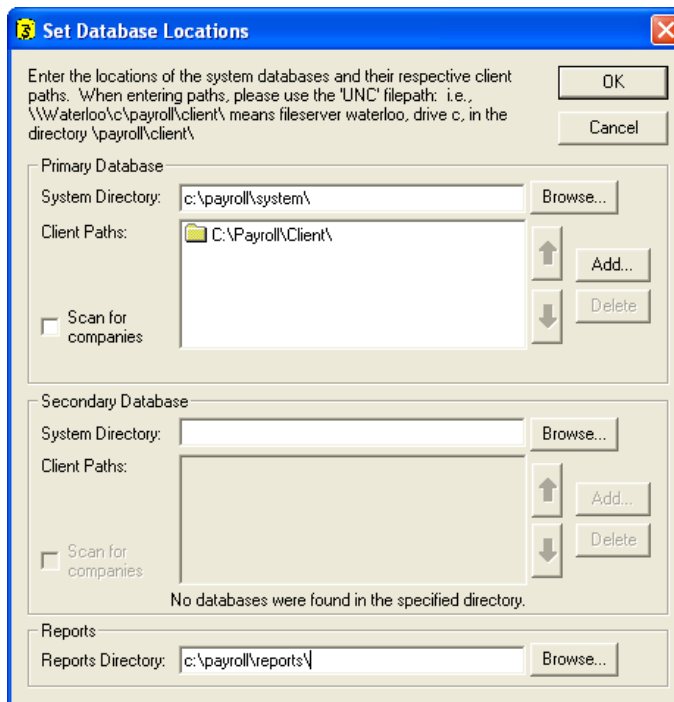 Set Database Locations
Enter the locations of the system databases and their respective client
paths. When entering paths, please use the 'UNC' filepath: i.e.,
\\Waterloo\c\payroll\client\ means fileserver waterloo, drive c, in the
directory \payroll\client\
OK
Cancel
Primary Database
System Directory: c:\payroll\system\ Browse...
Client Paths: C:\Payroll\Client\
Add...
Delete
Scan for
companies
Secondary Database
System Directory: Browse...
Client Paths:
Add...
Delete
Scan for
companies
No databases were found in the specified directory.
Reports
Reports Directory: c:\payroll\reports\ Browse...